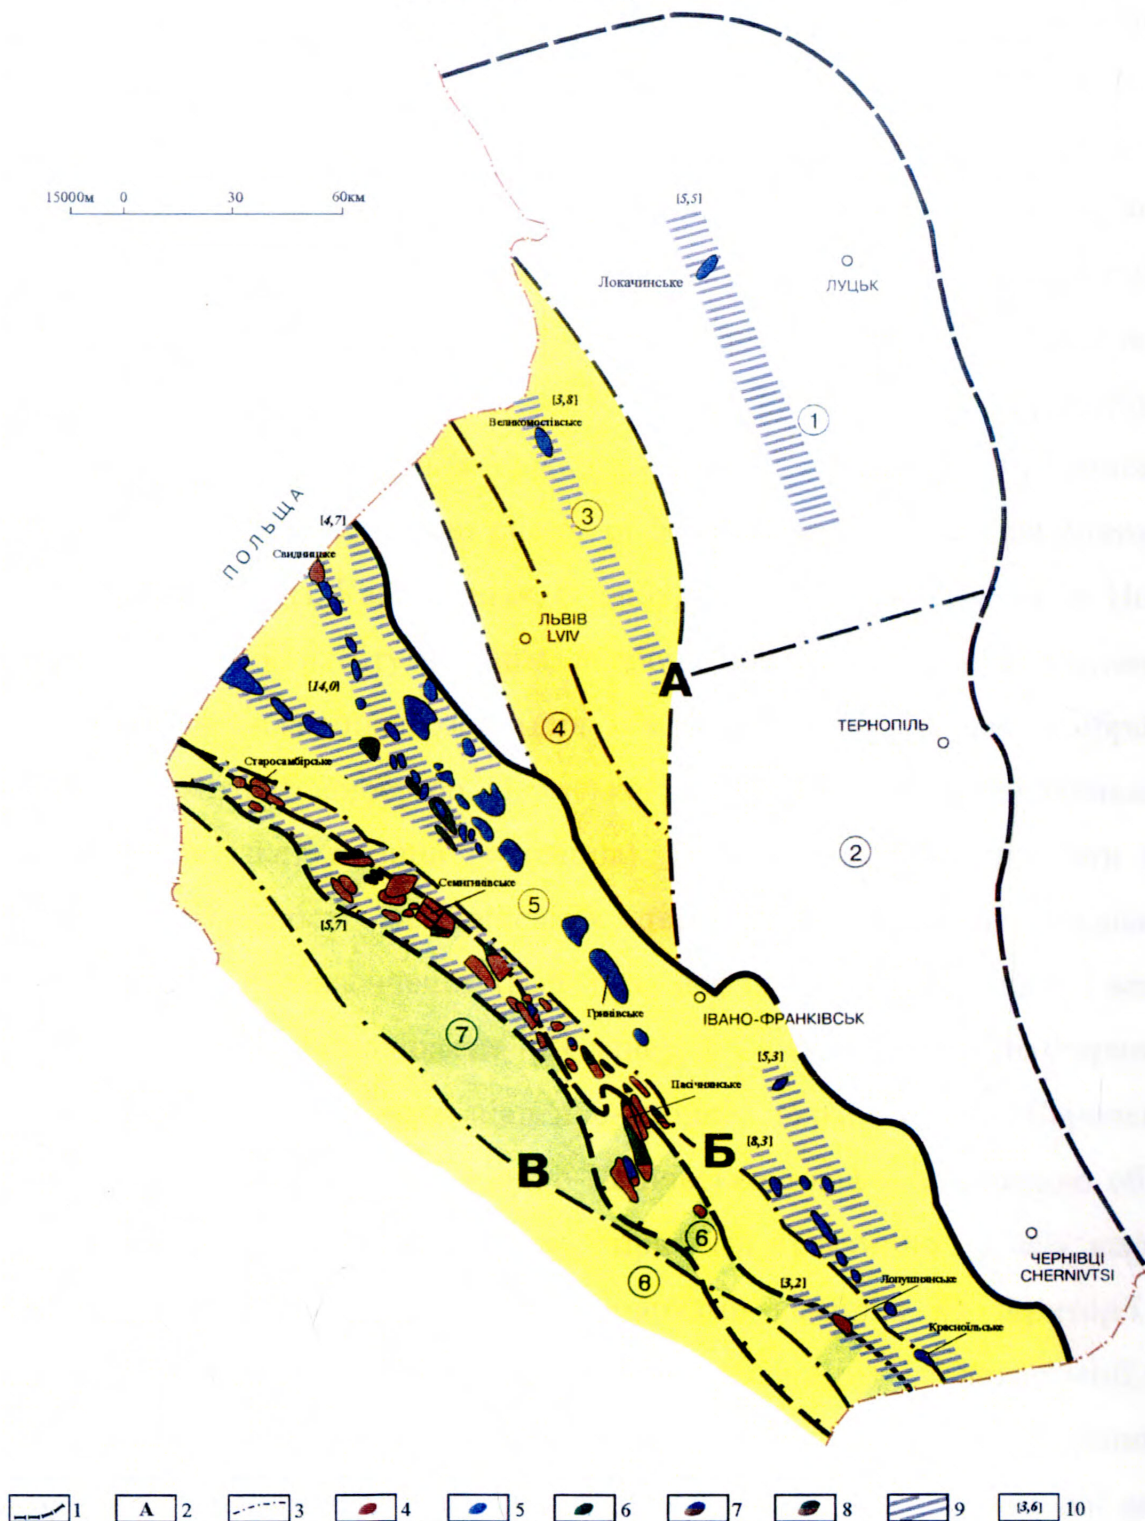 15000м 0 30 60км
[5,5]
Локачинське
ЛУЦЬК
[3,8]
Великомостівське
1
3
ПОЛЬЩА
[4,7]
Свидницьке
ЛЬВІВ
LVIV
А
[14,0]
4
ТЕРНОПІЛЬ
Старосамбірське
2
Семигинівське
5
[5,7]
Гринівське
ІВАНО-ФРАНКІВСЬК
7
[5,3]
Пасічнянське
Б
[8,3]
В
6
ЧЕРНІВЦІ
CHERNIVTSI
8
[3,2]
Лопушнянське
Красноїльське
1 А 2 3 4 5 6 7 8 9 [3,6] 10